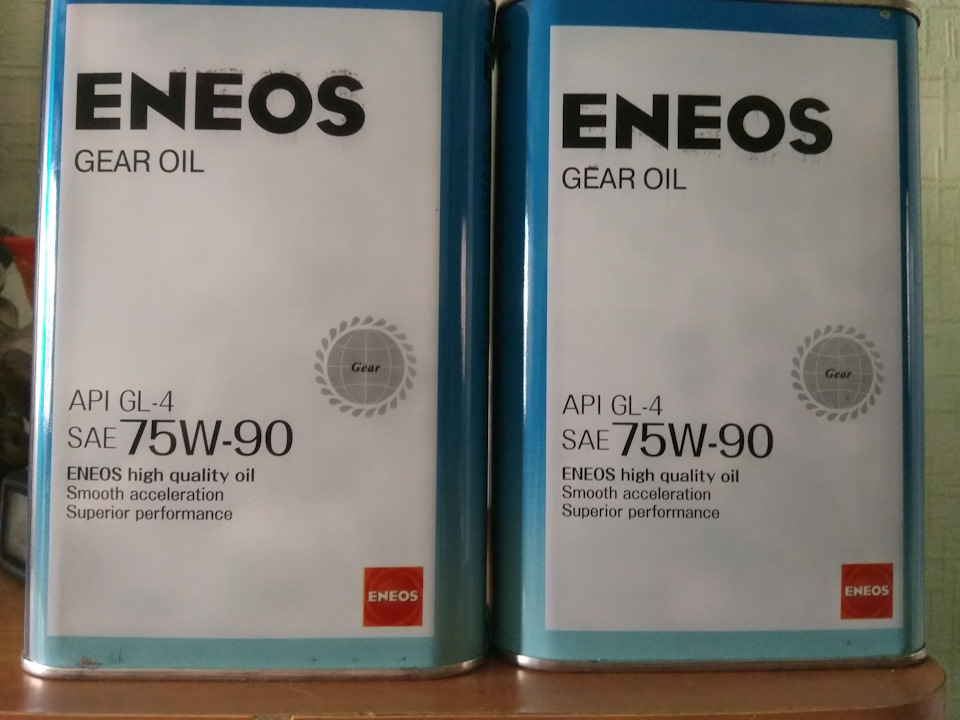 ENEOS
GEAR OIL
Gear
API GL-4
SAE 75W-90
ENEOS high quality oil
Smooth acceleration
Superior performance
ENEOS
ENEOS
GEAR OIL
Gear
API GL-4
SAE 75W-90
ENEOS high quality oil
Smooth acceleration
Superior performance
ENEOS